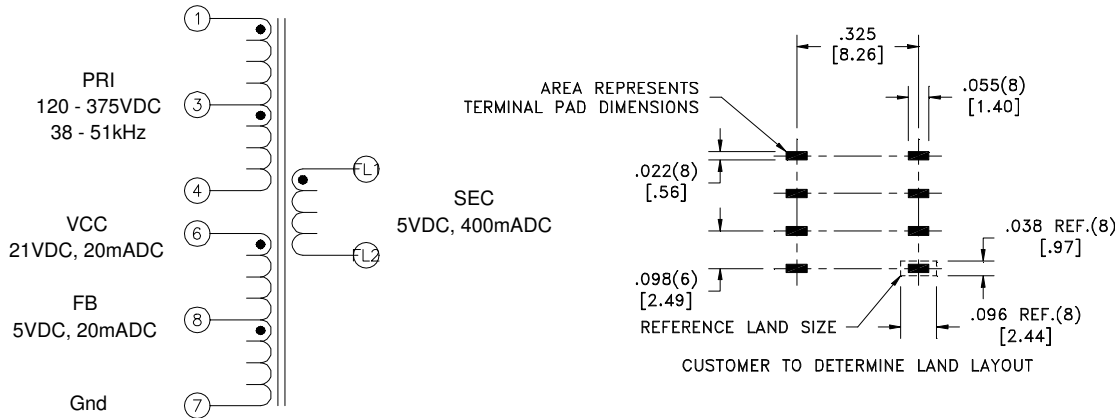 1
PRI
120 - 375VDC
38 - 51kHz
3
4
VCC
21VDC, 20mADC
6
FB
5VDC, 20mADC
8
Gnd
7
FL1
FL2
SEC
5VDC, 400mADC
.325
[8.26]
AREA REPRESENTS
TERMINAL PAD DIMENSIONS
.055(8)
[1.40]
.022(8)
[.56]
.038 REF.(8)
[.97]
.098(6)
[2.49]
REFERENCE LAND SIZE
.096 REF.(8)
[2.44]
CUSTOMER TO DETERMINE LAND LAYOUT